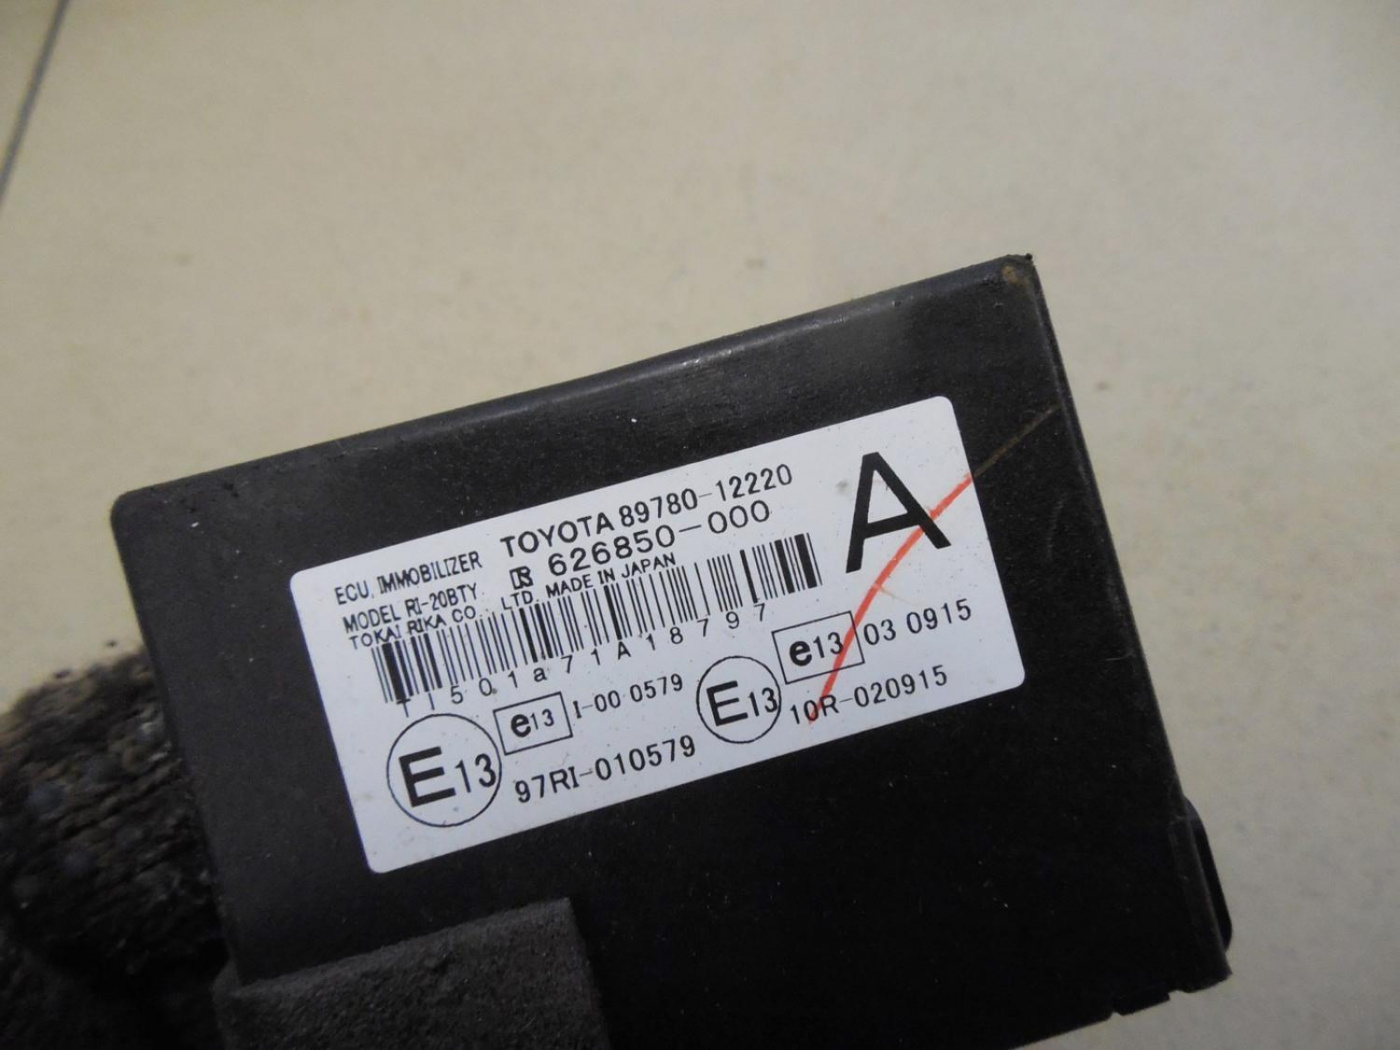 ECU, IMMOBILIZER TOYOTA 89780-12220
MODEL RI-20BTY 626850-000
TOKAI RIKA CO., LTD. MADE IN JAPAN
A
TI501a71A18797
E13 e13 I-00 0579
97RI-010579
E13 e13 03 0915
10R-020915